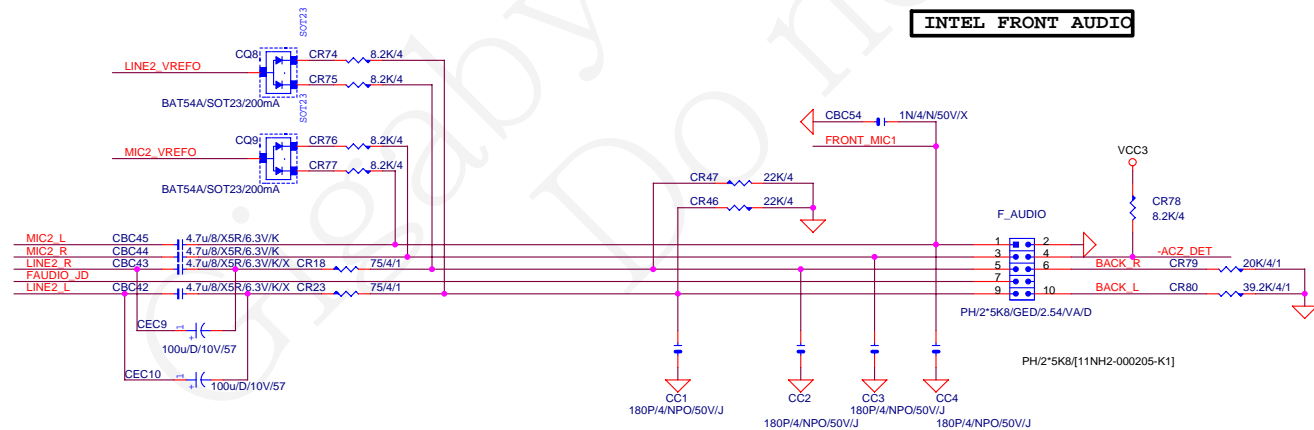 INTEL FRONT AUDIO
SOT23
CQ8 CR74 8.2K/4
LINE2_VREFO
CR75 8.2K/4
BAT54A/SOT23/200mA
SOT23
CBC54 1N/4/N/50V/X
CQ9 CR76 8.2K/4
FRONT_MIC1
MIC2_VREFO
VCC3
CR77 8.2K/4
BAT54A/SOT23/200mA
CR47 22K/4
CR46 22K/4
CR78
8.2K/4
F_AUDIO
MIC2_L CBC45 4.7u/8/X5R/6.3V/K
1 2
MIC2_R CBC44 4.7u/8/X5R/6.3V/K
3 4 -ACZ_DET
LINE2_R CBC43 4.7u/8/X5R/6.3V/K/X CR18 75/4/1
5 6 BACK_R CR79 20K/4/1
FAUDIO_JD
7
LINE2_L CBC42 4.7u/8/X5R/6.3V/K/X CR23 75/4/1
9 10 BACK_L CR80 39.2K/4/1
PH/2*5K8/GED/2.54/VA/D
CEC9 1
+
100u/D/10V/57
PH/2*5K8/[11NH2-000205-K1]
CEC10 1
+
100u/D/10V/57
CC1 CC2 CC3 CC4
180P/4/NPO/50V/J 180P/4/NPO/50V/J
180P/4/NPO/50V/J 180P/4/NPO/50V/J
Gigaby
Do no